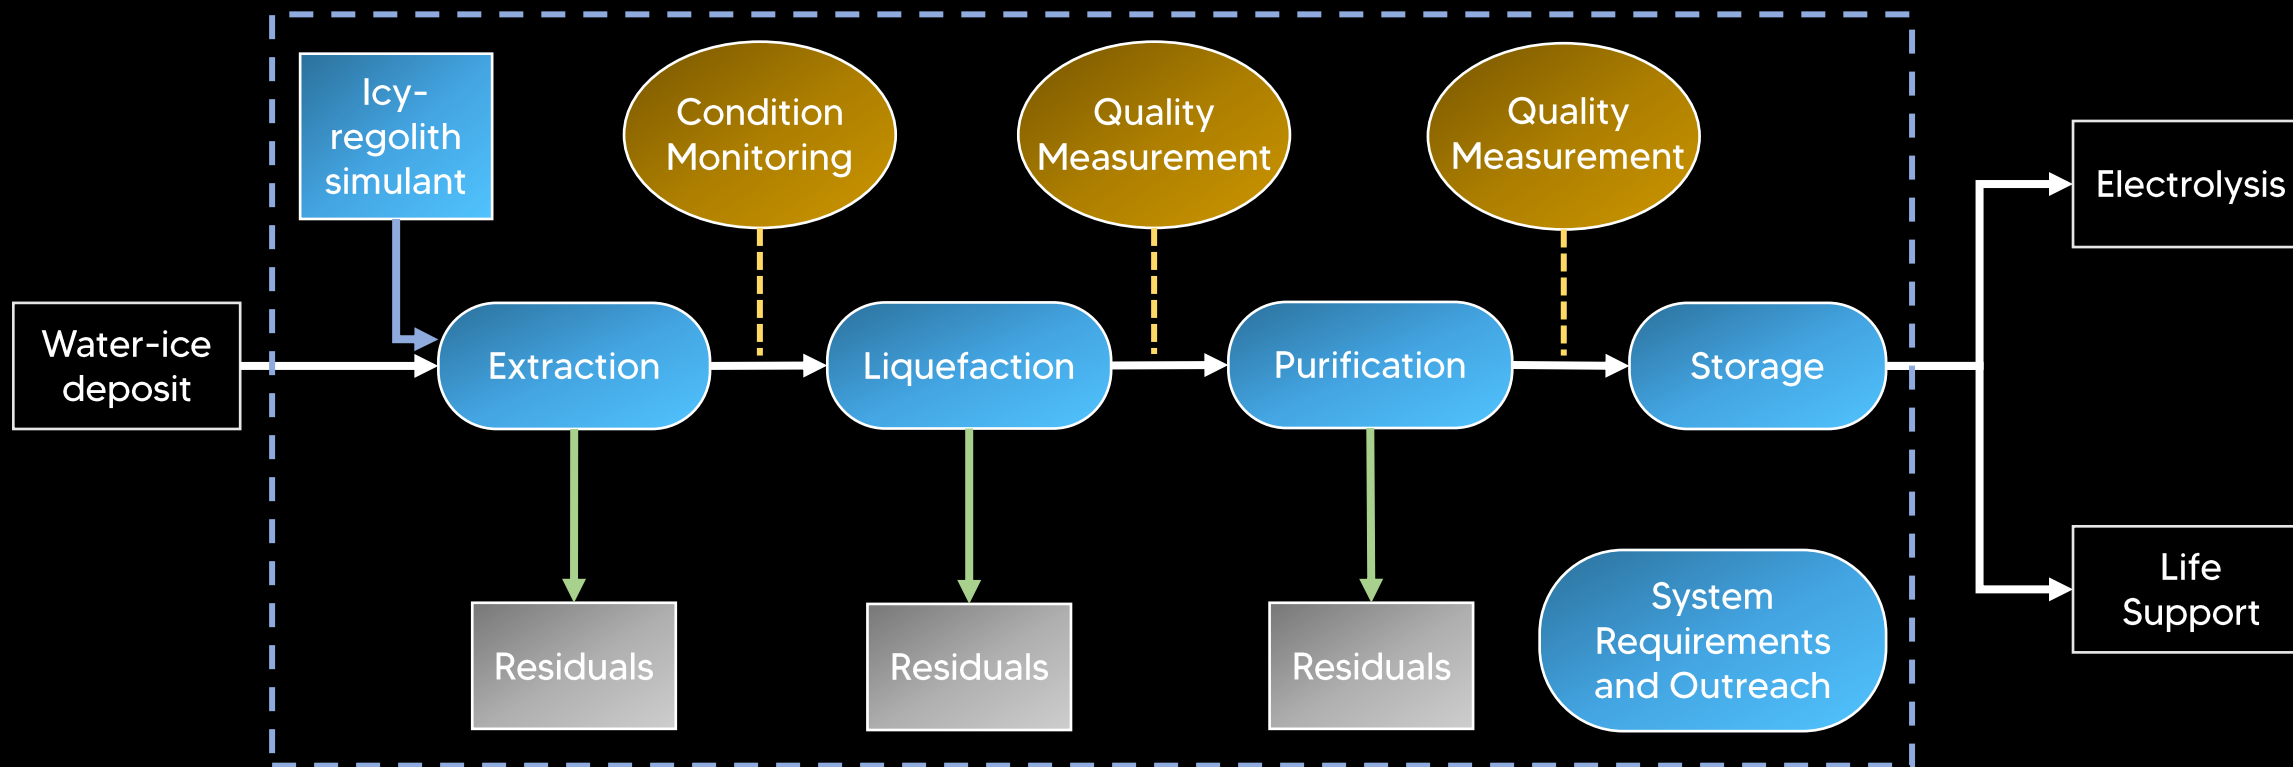 Icy-
regolith
simulant
Condition
Monitoring
Quality
Measurement
Quality
Measurement
Electrolysis
Water-ice
deposit
Extraction
Liquefaction
Purification
Storage
Residuals
Residuals
Residuals
System
Requirements
and Outreach
Life
Support